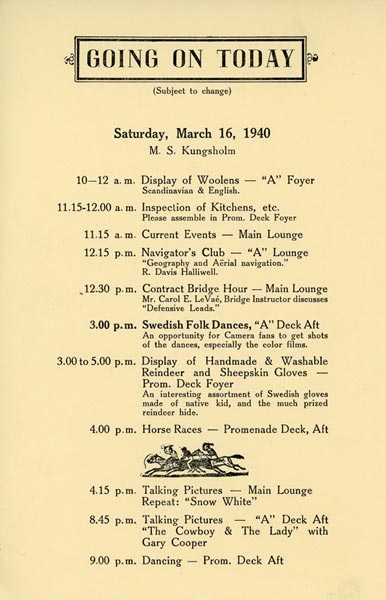 GOING ON TODAY
(Subject to change)
Saturday, March 16, 1940
M. S. Kungsholm
10—12 a. m. Display of Woolens — "A" Foyer
Scandinavian & English.
11.15-12.00 a. m. Inspection of Kitchens, etc.
Please assemble in Prom. Deck Foyer
11.15 a. m. Current Events — Main Lounge
12.15 p. m. Navigator's Club — "A" Lounge
"Geography and Aërial navigation."
R. Davis Halliwell.
12.30 p. m. Contract Bridge Hour — Main Lounge
Mr. Carol E. LeVaé, Bridge Instructor discusses
"Defensive Leads."
3.00 p. m. Swedish Folk Dances, "A" Deck Aft
An opportunity for Camera fans to get shots
of the dances, especially the color films.
3.00 to 5.00 p. m. Display of Handmade & Washable
Reindeer and Sheepskin Gloves —
Prom. Deck Foyer
An interesting assortment of Swedish gloves
made of native kid, and the much prized
reindeer hide.
4.00 p. m. Horse Races — Promenade Deck, Aft
4.15 p. m. Talking Pictures — Main Lounge
Repeat: "Snow White"
8.45 p. m. Talking Pictures — "A" Deck Aft
"The Cowboy & The Lady" with
Gary Cooper
9.00 p. m. Dancing — Prom. Deck Aft